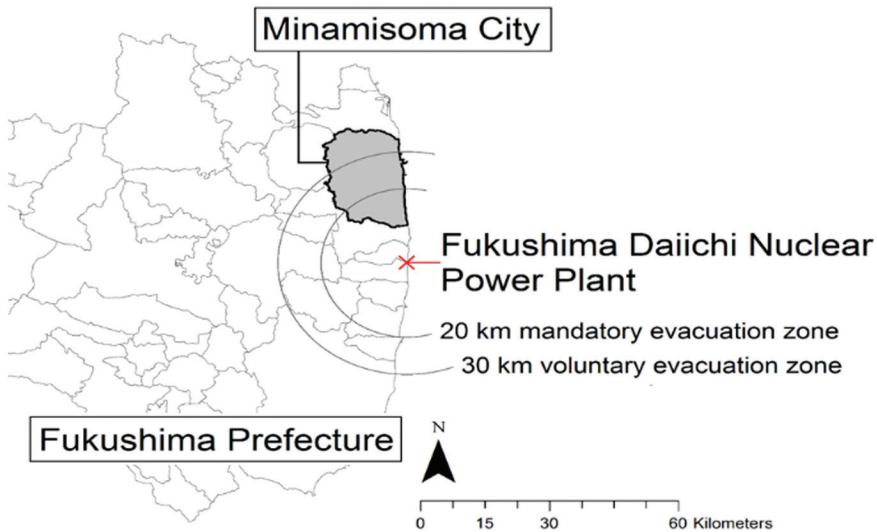 Minamisoma City
Fukushima Daiichi Nuclear
Power Plant
20 km mandatory evacuation zone
30 km voluntary evacuation zone
Fukushima Prefecture
N
0 15 30 60 Kilometers